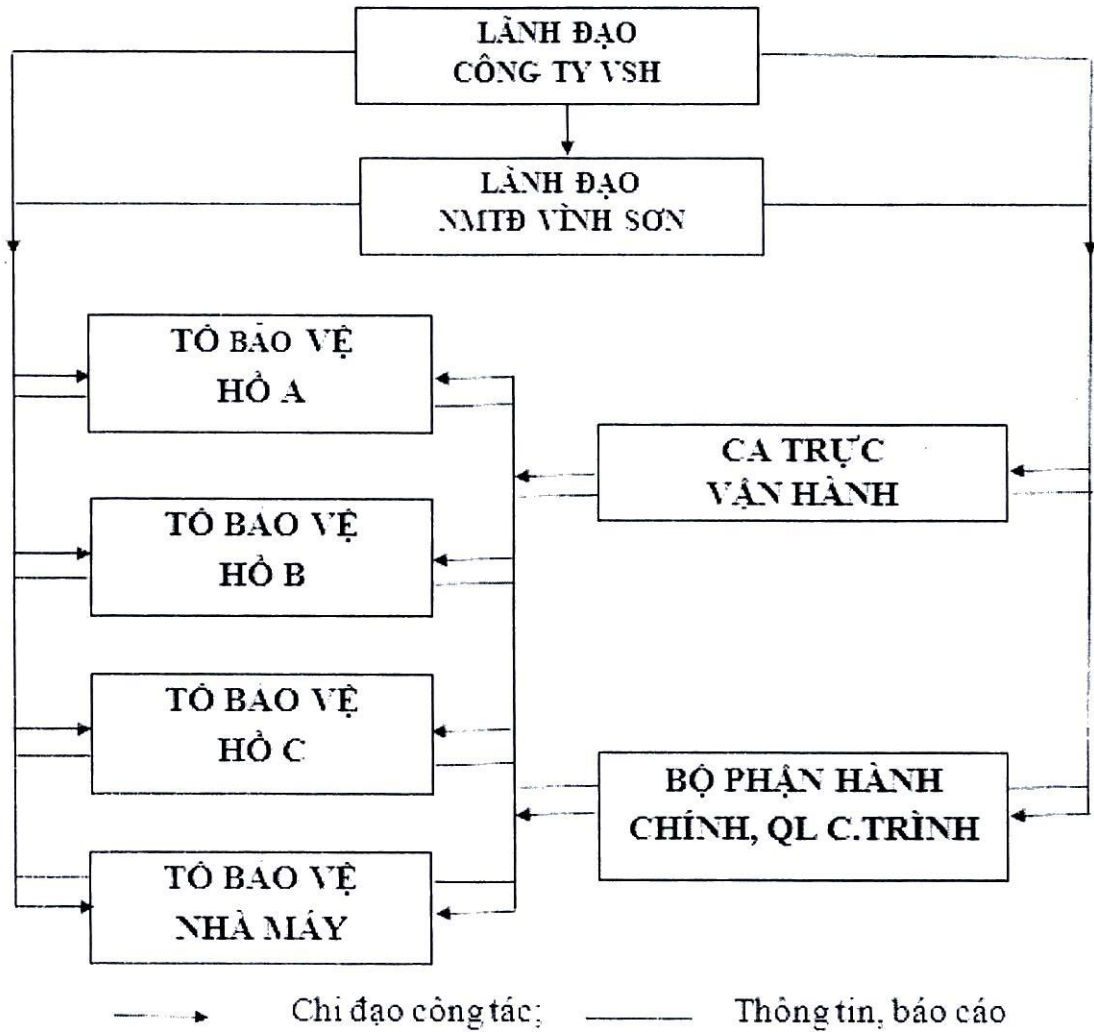 LÃNH ĐẠO
CÔNG TY VSH
LÃNH ĐẠO
NMTĐ VĨNH SƠN
TỔ BẢO VỆ
HỒ A
CA TRỰC
VẬN HÀNH
TỔ BẢO VỆ
HỒ B
TỔ BẢO VỆ
HỒ C
BỘ PHẬN HÀNH
CHÍNH, QL C.TRÌNH
TỔ BẢO VỆ
NHÀ MÁY
Chỉ đạo công tác; Thông tin, báo cáo